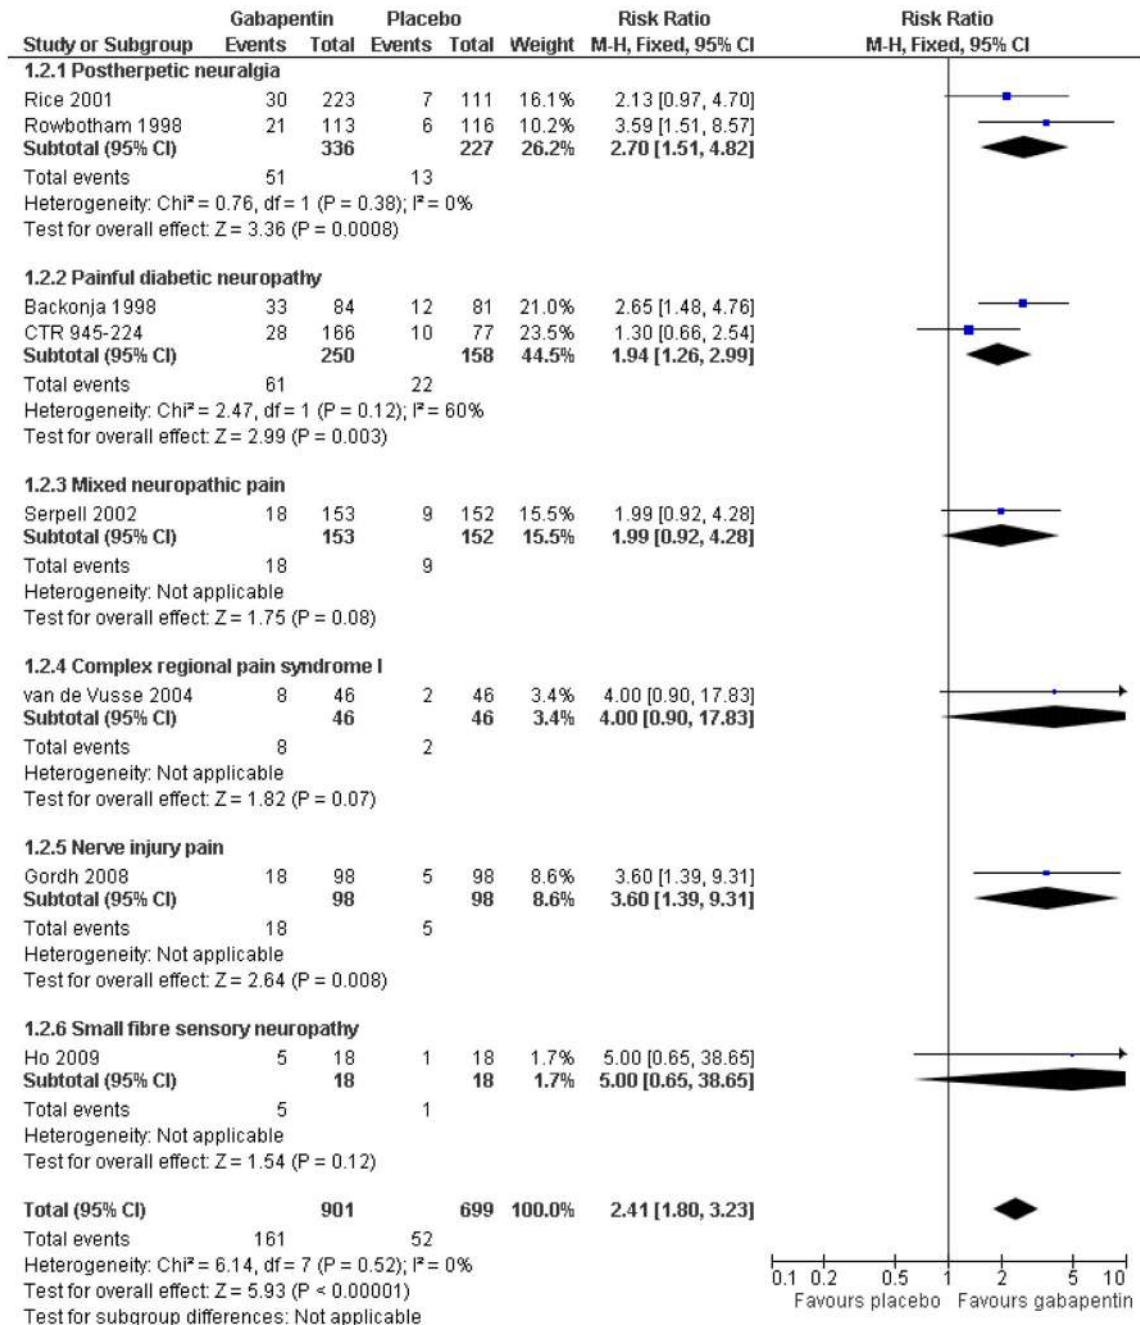 Gabapentin Placebo Risk Ratio Risk Ratio
Study or Subgroup Events Total Events Total Weight M-H, Fixed, 95% CI M-H, Fixed, 95% CI
1.2.1 Postherpetic neuralgia
Rice 2001 30 223 7 111 16.1% 2.13 [0.97, 4.70]
Rowbotham 1998 21 113 6 116 10.2% 3.59 [1.51, 8.57]
Subtotal (95% CI) 336 227 26.2% 2.70 [1.51, 4.82]
Total events 51 13
Heterogeneity: Chi² = 0.76, df = 1 (P = 0.38); I² = 0%
Test for overall effect: Z = 3.36 (P = 0.0008)
1.2.2 Painful diabetic neuropathy
Backonja 1998 33 84 12 81 21.0% 2.65 [1.48, 4.76]
CTR 945-224 28 166 10 77 23.5% 1.30 [0.66, 2.54]
Subtotal (95% CI) 250 158 44.5% 1.94 [1.26, 2.99]
Total events 61 22
Heterogeneity: Chi² = 2.47, df = 1 (P = 0.12); I² = 60%
Test for overall effect: Z = 2.99 (P = 0.003)
1.2.3 Mixed neuropathic pain
Serpell 2002 18 153 9 152 15.5% 1.99 [0.92, 4.28]
Subtotal (95% CI) 153 152 15.5% 1.99 [0.92, 4.28]
Total events 18 9
Heterogeneity: Not applicable
Test for overall effect: Z = 1.75 (P = 0.08)
1.2.4 Complex regional pain syndrome I
van de Vusse 2004 8 46 2 46 3.4% 4.00 [0.90, 17.83]
Subtotal (95% CI) 46 46 3.4% 4.00 [0.90, 17.83]
Total events 8 2
Heterogeneity: Not applicable
Test for overall effect: Z = 1.82 (P = 0.07)
1.2.5 Nerve injury pain
Gordh 2008 18 98 5 98 8.6% 3.60 [1.39, 9.31]
Subtotal (95% CI) 98 98 8.6% 3.60 [1.39, 9.31]
Total events 18 5
Heterogeneity: Not applicable
Test for overall effect: Z = 2.64 (P = 0.008)
1.2.6 Small fibre sensory neuropathy
Ho 2009 5 18 1 18 1.7% 5.00 [0.65, 38.65]
Subtotal (95% CI) 18 18 1.7% 5.00 [0.65, 38.65]
Total events 5 1
Heterogeneity: Not applicable
Test for overall effect: Z = 1.54 (P = 0.12)
Total (95% CI) 901 699 100.0% 2.41 [1.80, 3.23]
Total events 161 52
Heterogeneity: Chi² = 6.14, df = 7 (P = 0.52); I² = 0%
Test for overall effect: Z = 5.93 (P < 0.00001)
Test for subgroup differences: Not applicable
0.1 0.2 0.5 1 2 5 10
Favours placebo Favours gabapentin